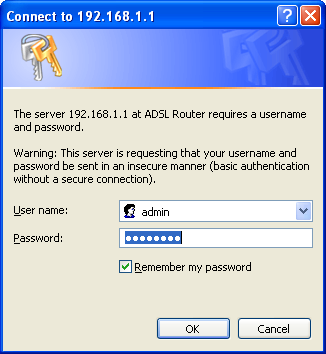 Connect to 192.168.1.1
The server 192.168.1.1 at ADSL Router requires a username
and password.
Warning: This server is requesting that your username and
password be sent in an insecure manner (basic authentication
without a secure connection).
User name:
admin
Password:
●●●●●●●●
Remember my password
OK
Cancel